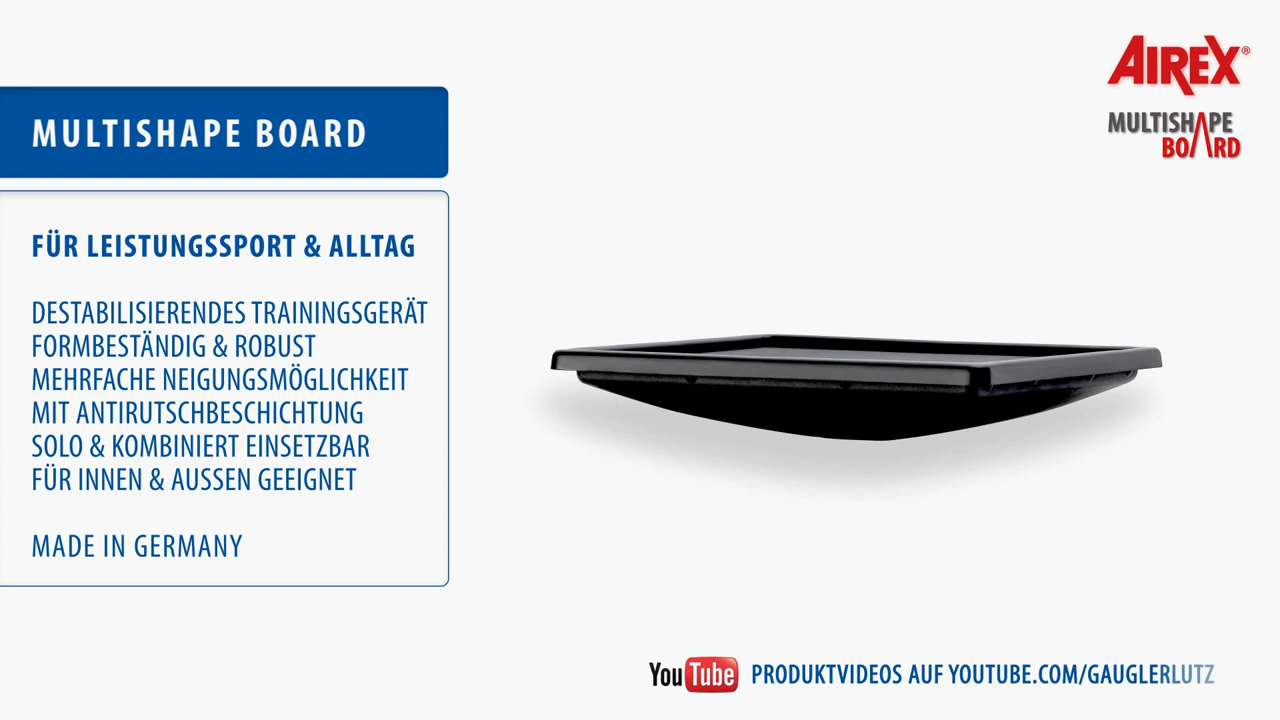 AIREX®
MULTISHAPE
BOARD
MULTISHAPE BOARD
FÜR LEISTUNGSSPORT & ALLTAG
DESTABILISIERENDES TRAININGSGERÄT
FORMBESTÄNDIG & ROBUST
MEHRFACHE NEIGUNGSMÖGLICHKEIT
MIT ANTIRUTSCHBESCHICHTUNG
SOLO & KOMBINIERT EINSETZBAR
FÜR INNEN & AUSSEN GEEIGNET
MADE IN GERMANY
YouTube PRODUKTVIDEOS AUF YOUTUBE.COM/GAUGLERLUTZ